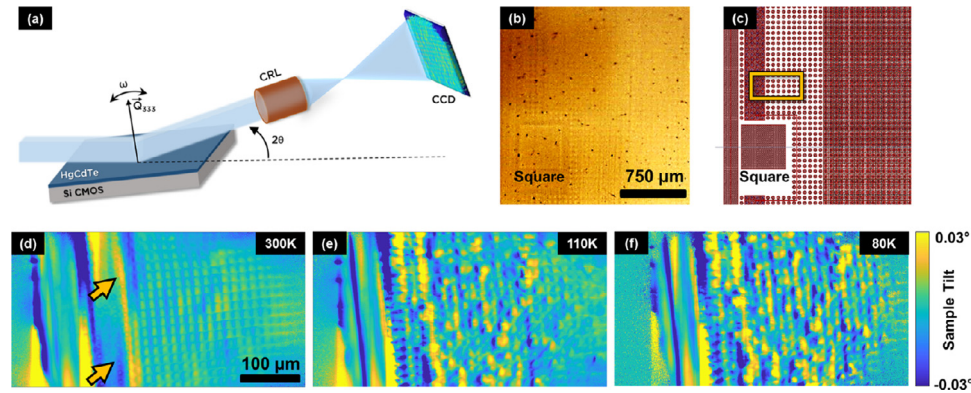 (a)
ω
Q₃₃₃
CRL
CCD
2θ
HgCdTe
Si CMOS
(b)
Square
750 µm
(c)
Square
(d)
300K
100 µm
(e)
110K
(f)
80K
0.03°
Sample Tilt
-0.03°